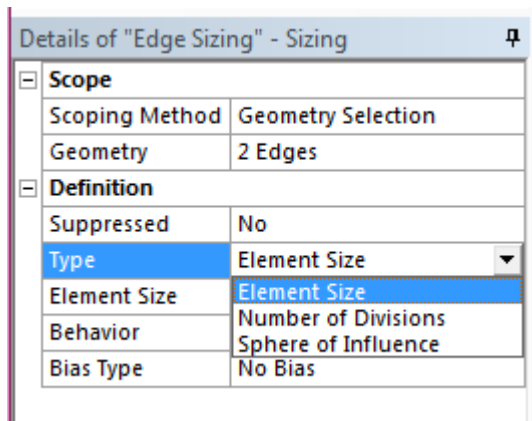 Details of "Edge Sizing" - Sizing
Scope
Scoping Method Geometry Selection
Geometry 2 Edges
Definition
Suppressed No
Type Element Size
Element Size Element Size
Number of Divisions
Behavior
Sphere of Influence
Bias Type No Bias